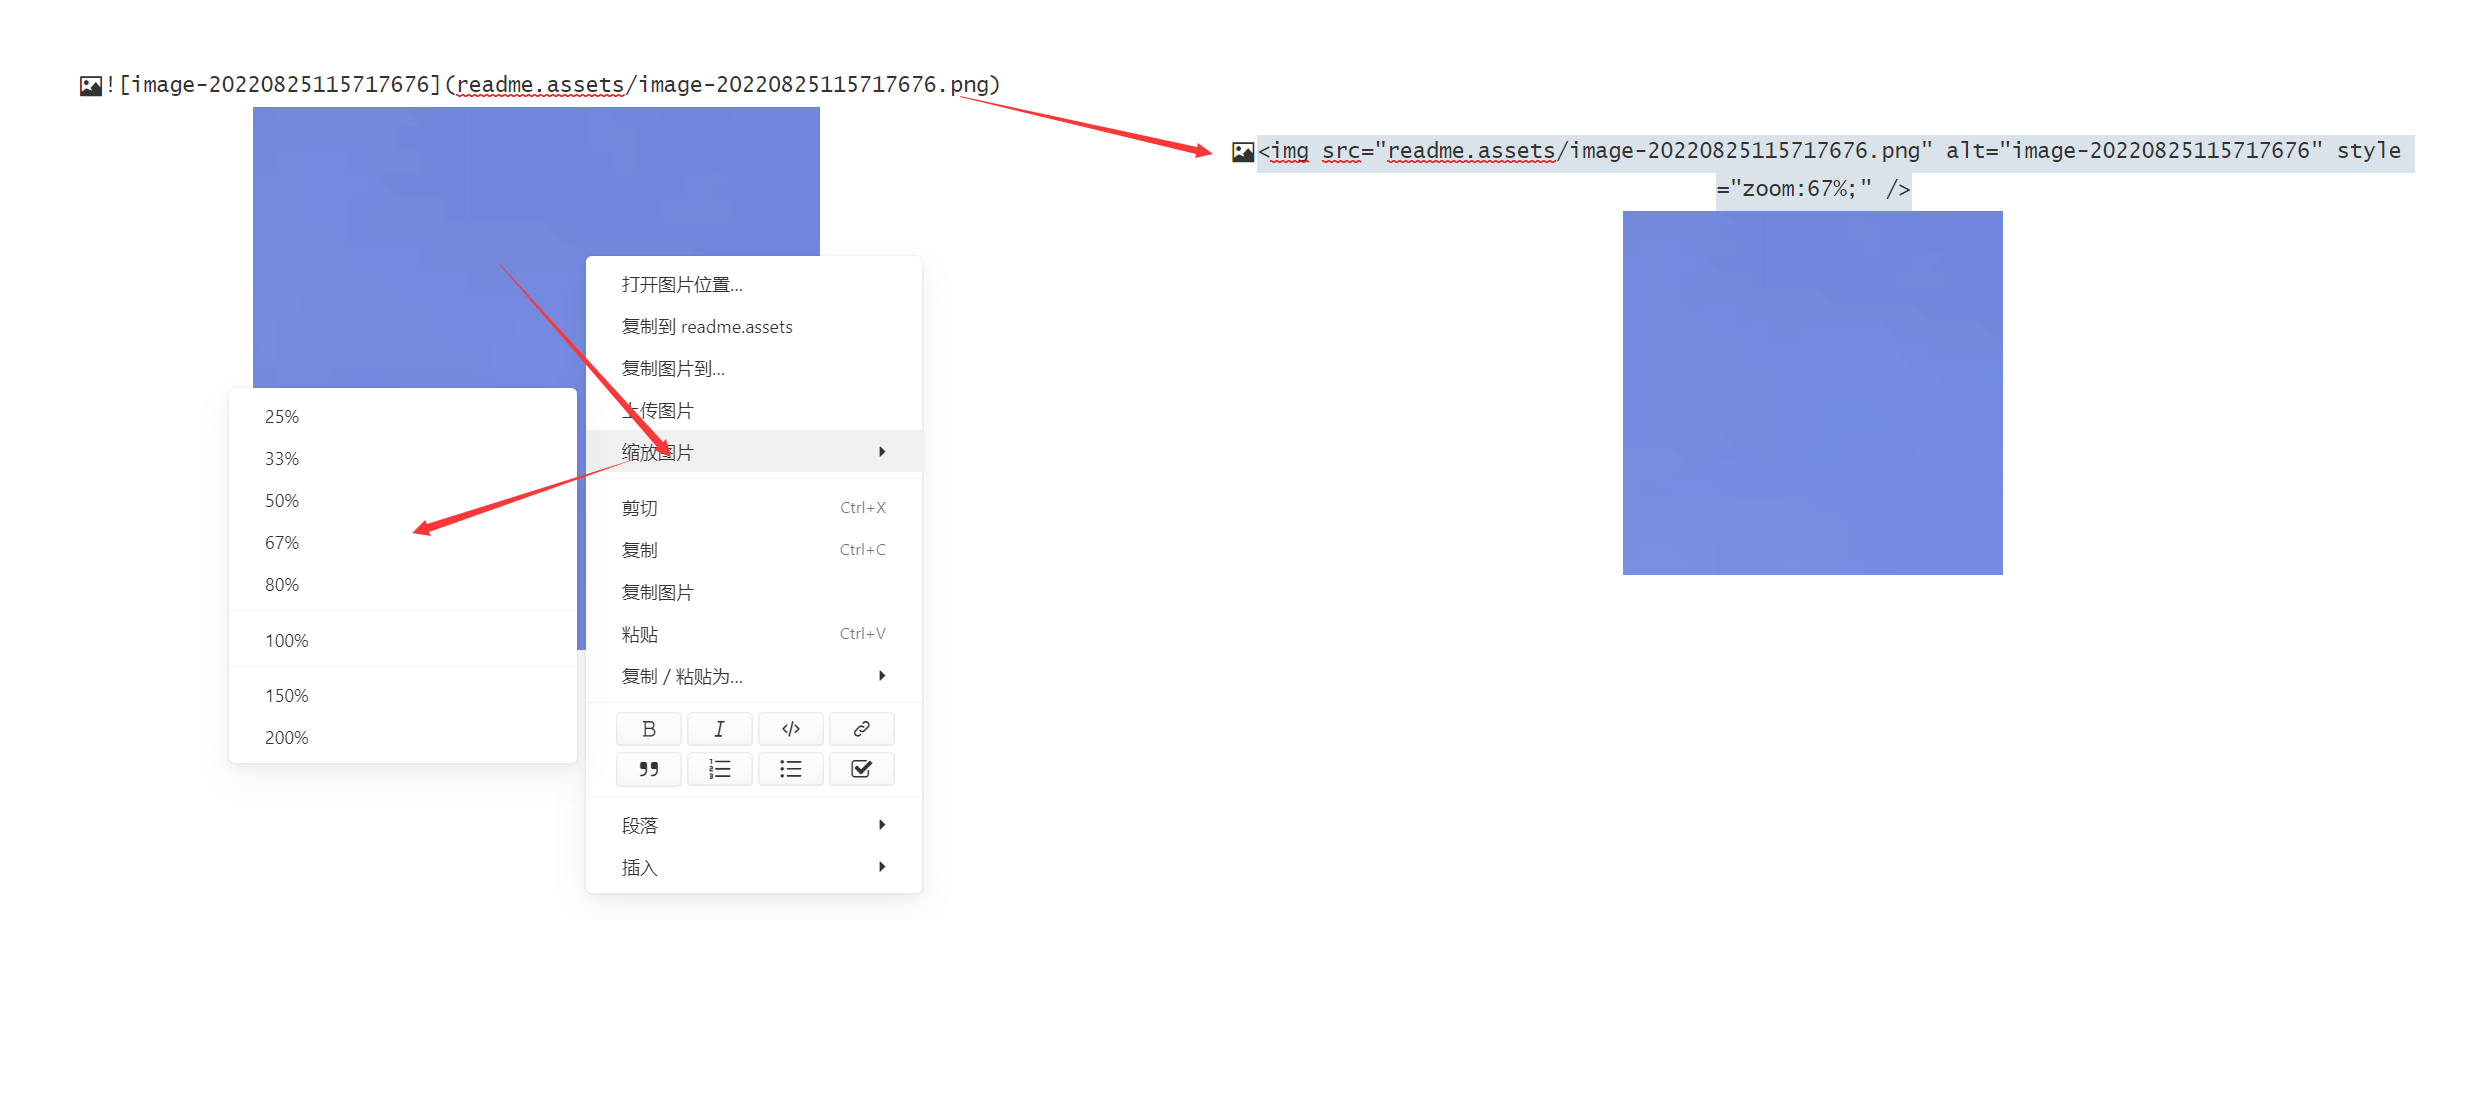 ![image-20220825115717676](readme.assets/image-20220825115717676.png)
<img src="readme.assets/image-20220825115717676.png" alt="image-20220825115717676" style
="zoom:67%;" />
打开图片位置...
复制到 readme.assets
复制图片到...
上传图片
缩放图片
25%
33%
50%
67%
80%
100%
150%
200%
剪切 Ctrl+X
复制 Ctrl+C
复制图片
粘贴 Ctrl+V
复制 / 粘贴为...
B I </>
段落
插入